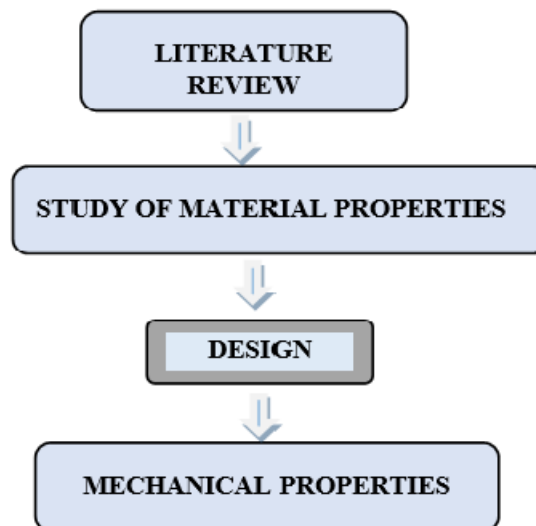 LITERATURE
REVIEW
STUDY OF MATERIAL PROPERTIES
DESIGN
MECHANICAL PROPERTIES